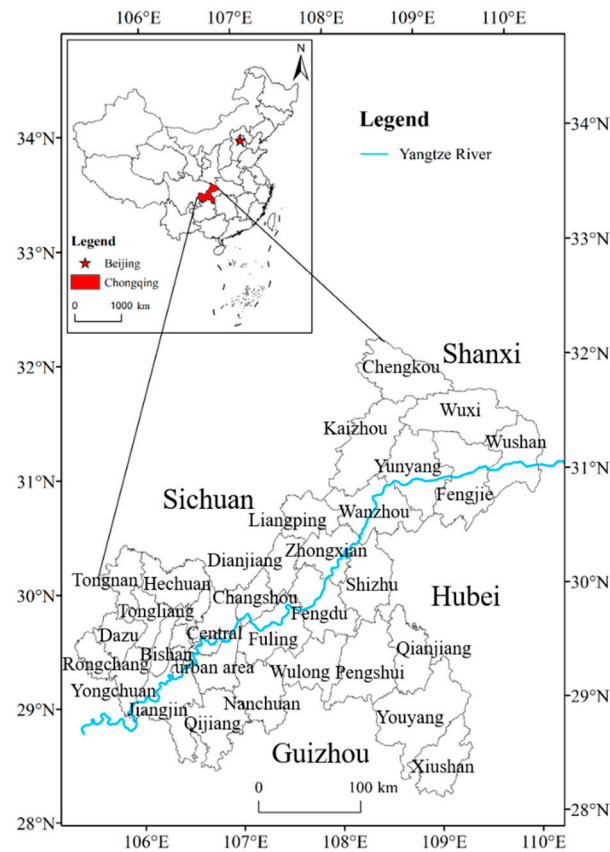 106°E 107°E 108°E 109°E 110°E
N
34°N 34°N
Legend
Yangtze River
33°N 33°N
Legend
Beijing
Chongqing
0 1000 km
32°N 32°N
Shanxi
Chengkou
Wuxi
Kaizhou
Wushan
Yunyang
31°N 31°N
Sichuan
Fengjie
Wanzhou
Liangping
Zhongxian
Dianjiang
Tongnan
Hechuan
Shizhu
30°N 30°N
Hubei
Changshou
Tongliang
Fengdu
Dazu
Central
Fuling
Qianjiang
Bishan
Rongchang
urban area
Wulong
Pengshui
Yongchuan
29°N 29°N
Jiangjin
Nanchuan
Youyang
Qijiang
Guizhou
Xiushan
0 100 km
28°N 28°N
106°E 107°E 108°E 109°E 110°E